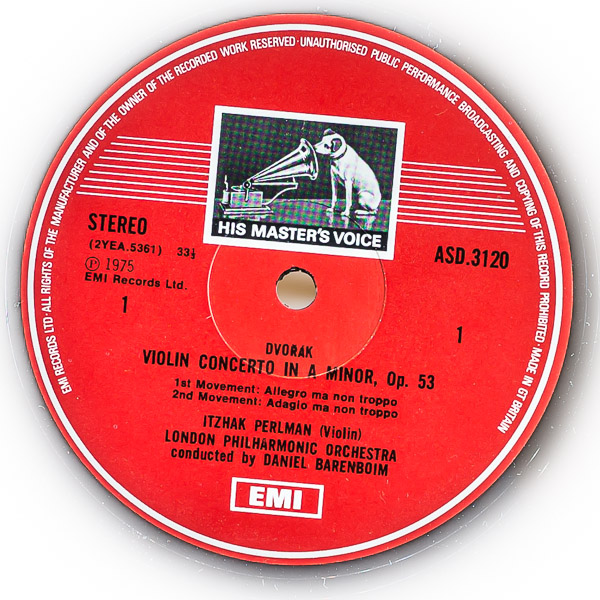 EMI RECORDS LTD · ALL RIGHTS OF THE MANUFACTURER AND OF THE OWNER OF THE RECORDED WORK RESERVED · UNAUTHORISED PUBLIC PERFORMANCE BROADCASTING AND COPYING OF THIS RECORD PROHIBITED · MADE IN GT BRITAIN
HIS MASTER'S VOICE
STEREO
(2YEA.5361) 33⅓
Ⓟ 1975
EMI Records Ltd.
1
ASD.3120
1
DVOŘÁK
VIOLIN CONCERTO IN A MINOR, Op. 53
1st Movement: Allegro ma non troppo
2nd Movement: Adagio ma non troppo
ITZHAK PERLMAN (Violin)
LONDON PHILHARMONIC ORCHESTRA
conducted by DANIEL BARENBOIM
EMI